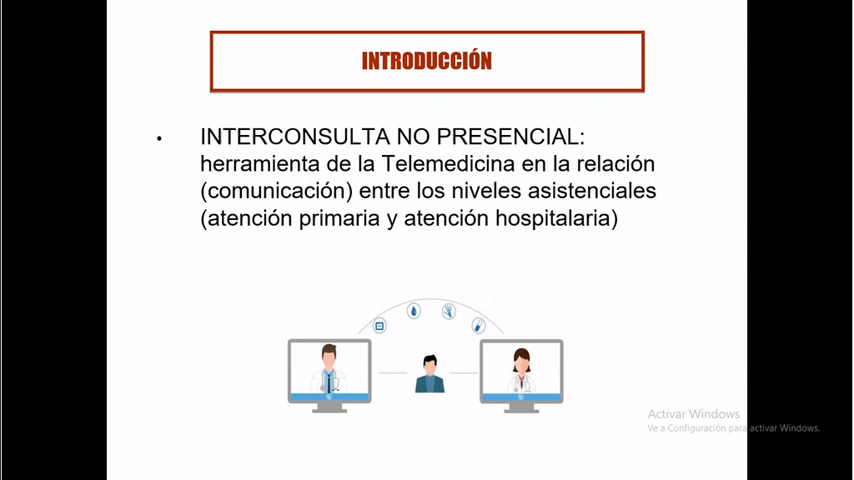 INTRODUCCIÓN
• INTERCONSULTA NO PRESENCIAL:
herramienta de la Telemedicina en la relación
(comunicación) entre los niveles asistenciales
(atención primaria y atención hospitalaria)
Activar Windows
Ve a Configuración para activar Windows.